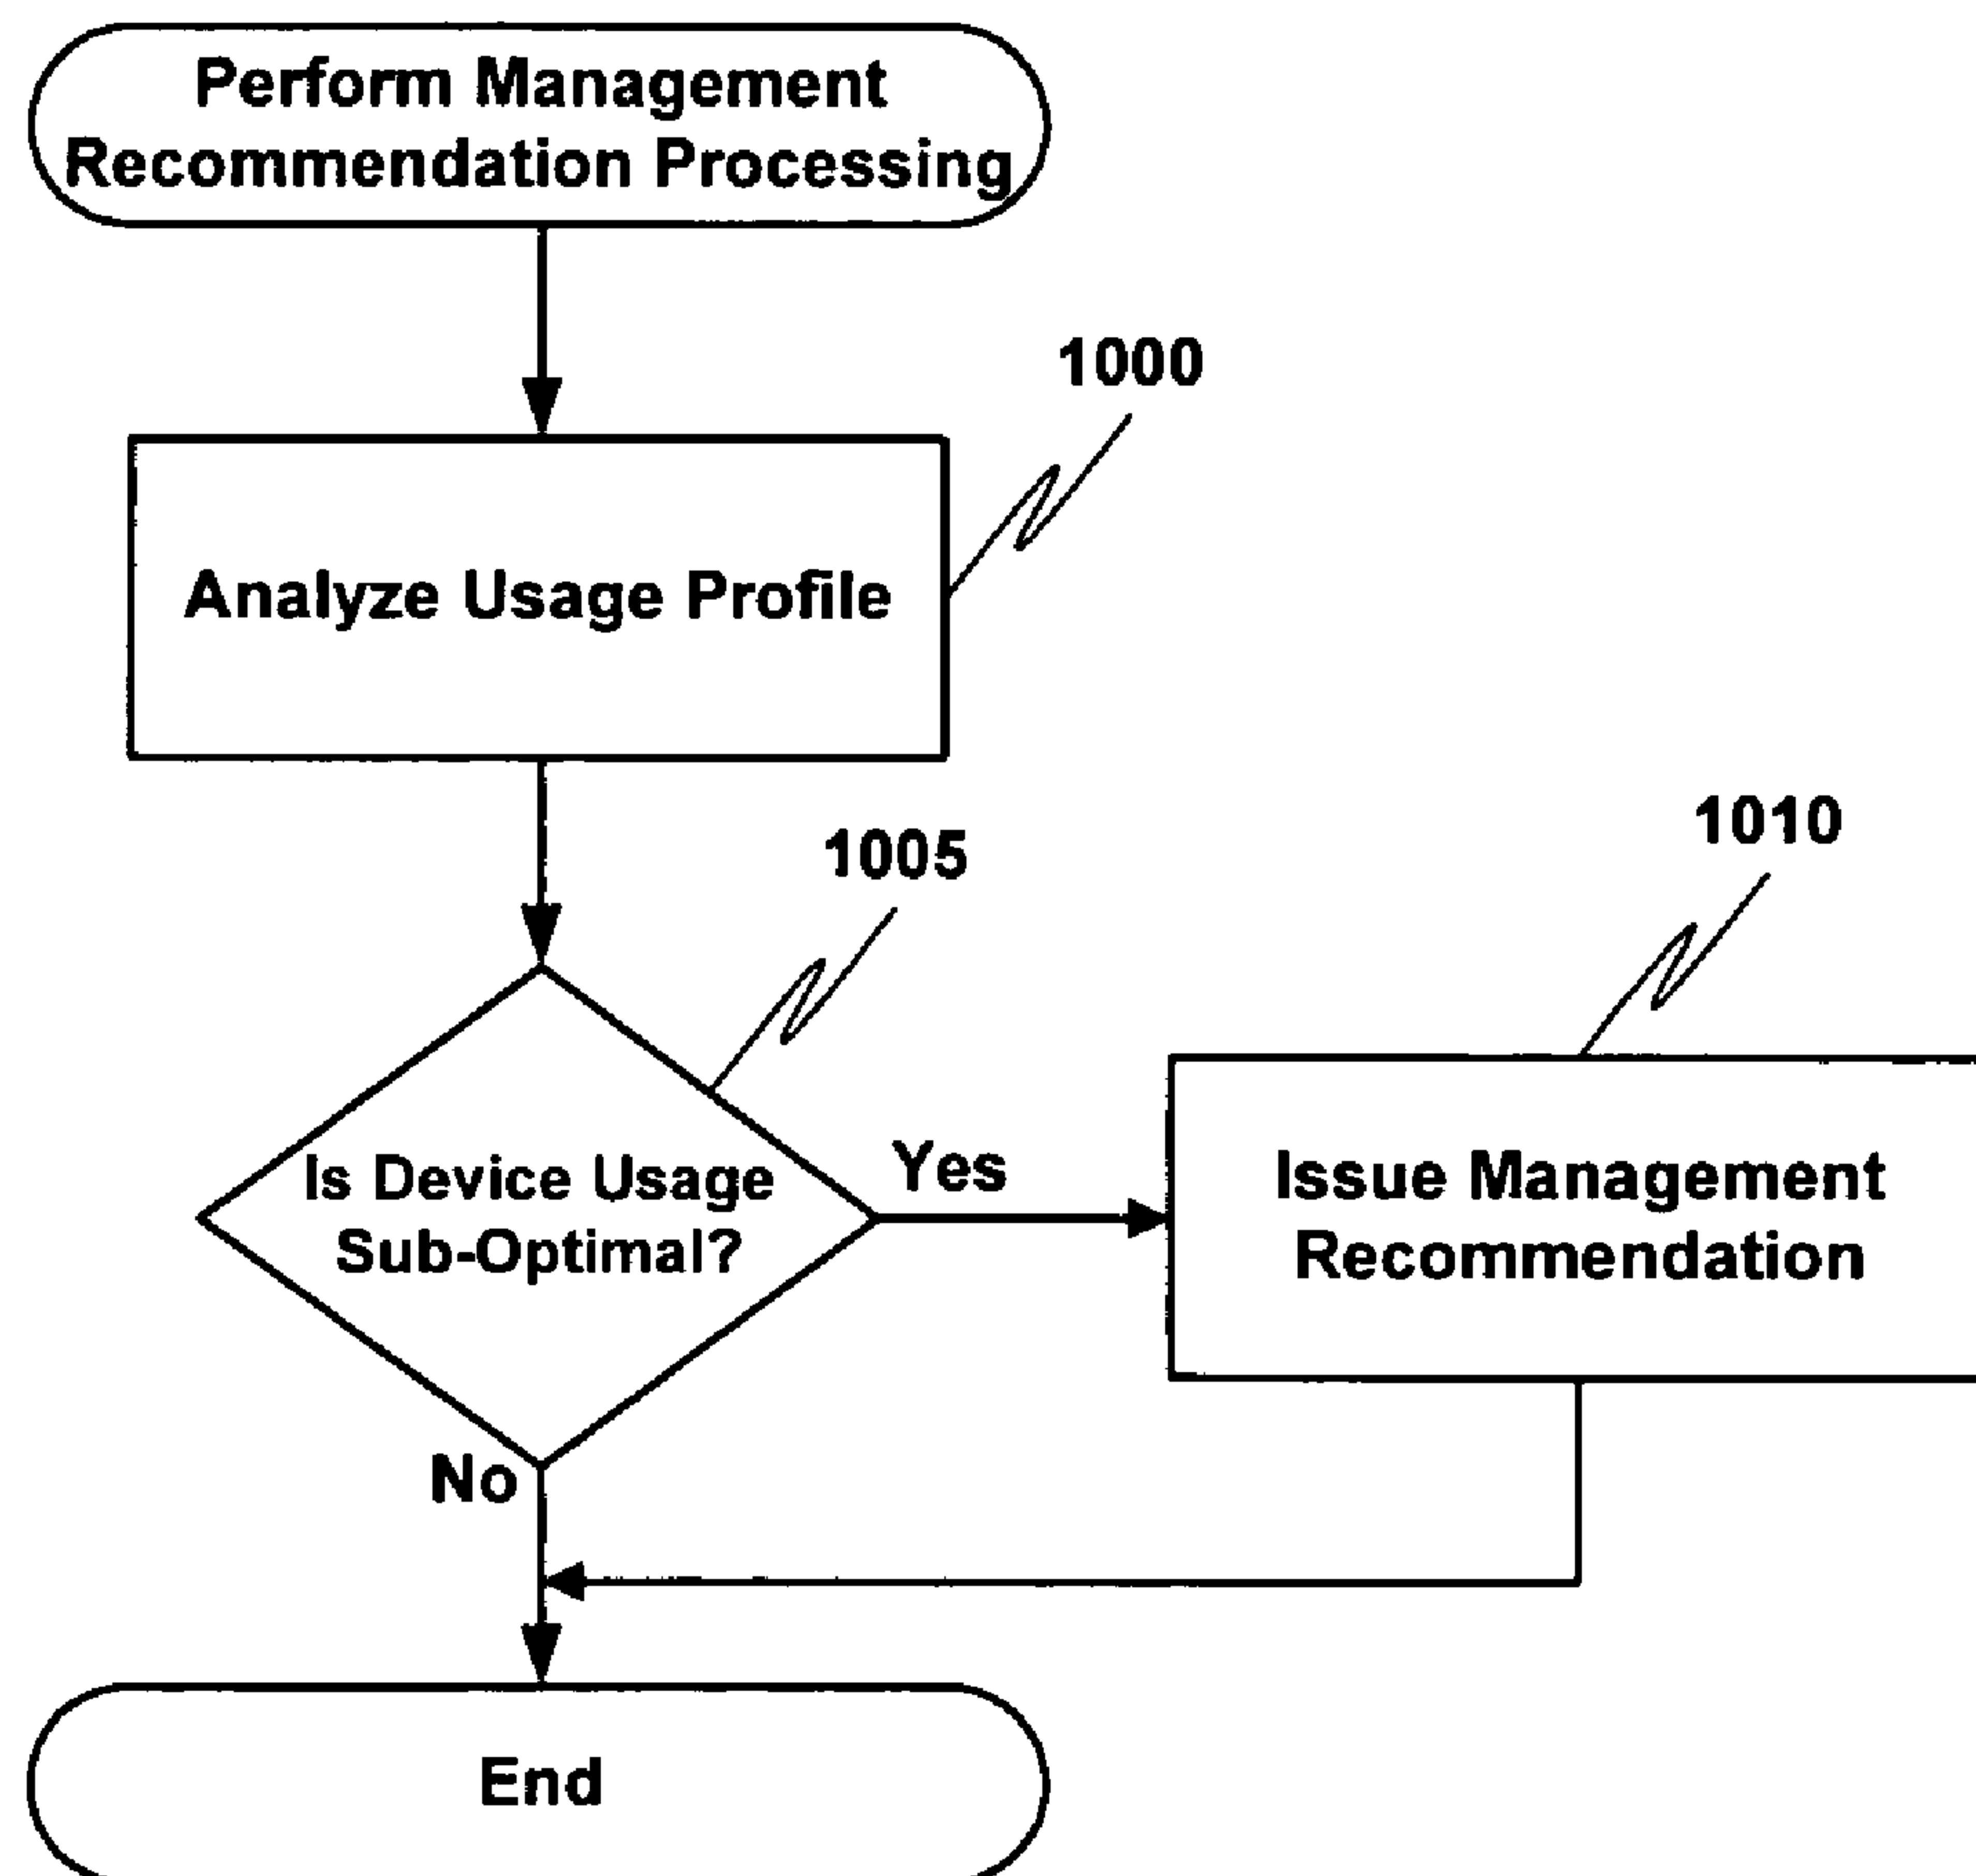 Perform Management
Recommendation Processing
1000
Analyze Usage Profile
1005
1010
Is Device Usage
Sub-Optimal?
Yes
Issue Management
Recommendation
No
End